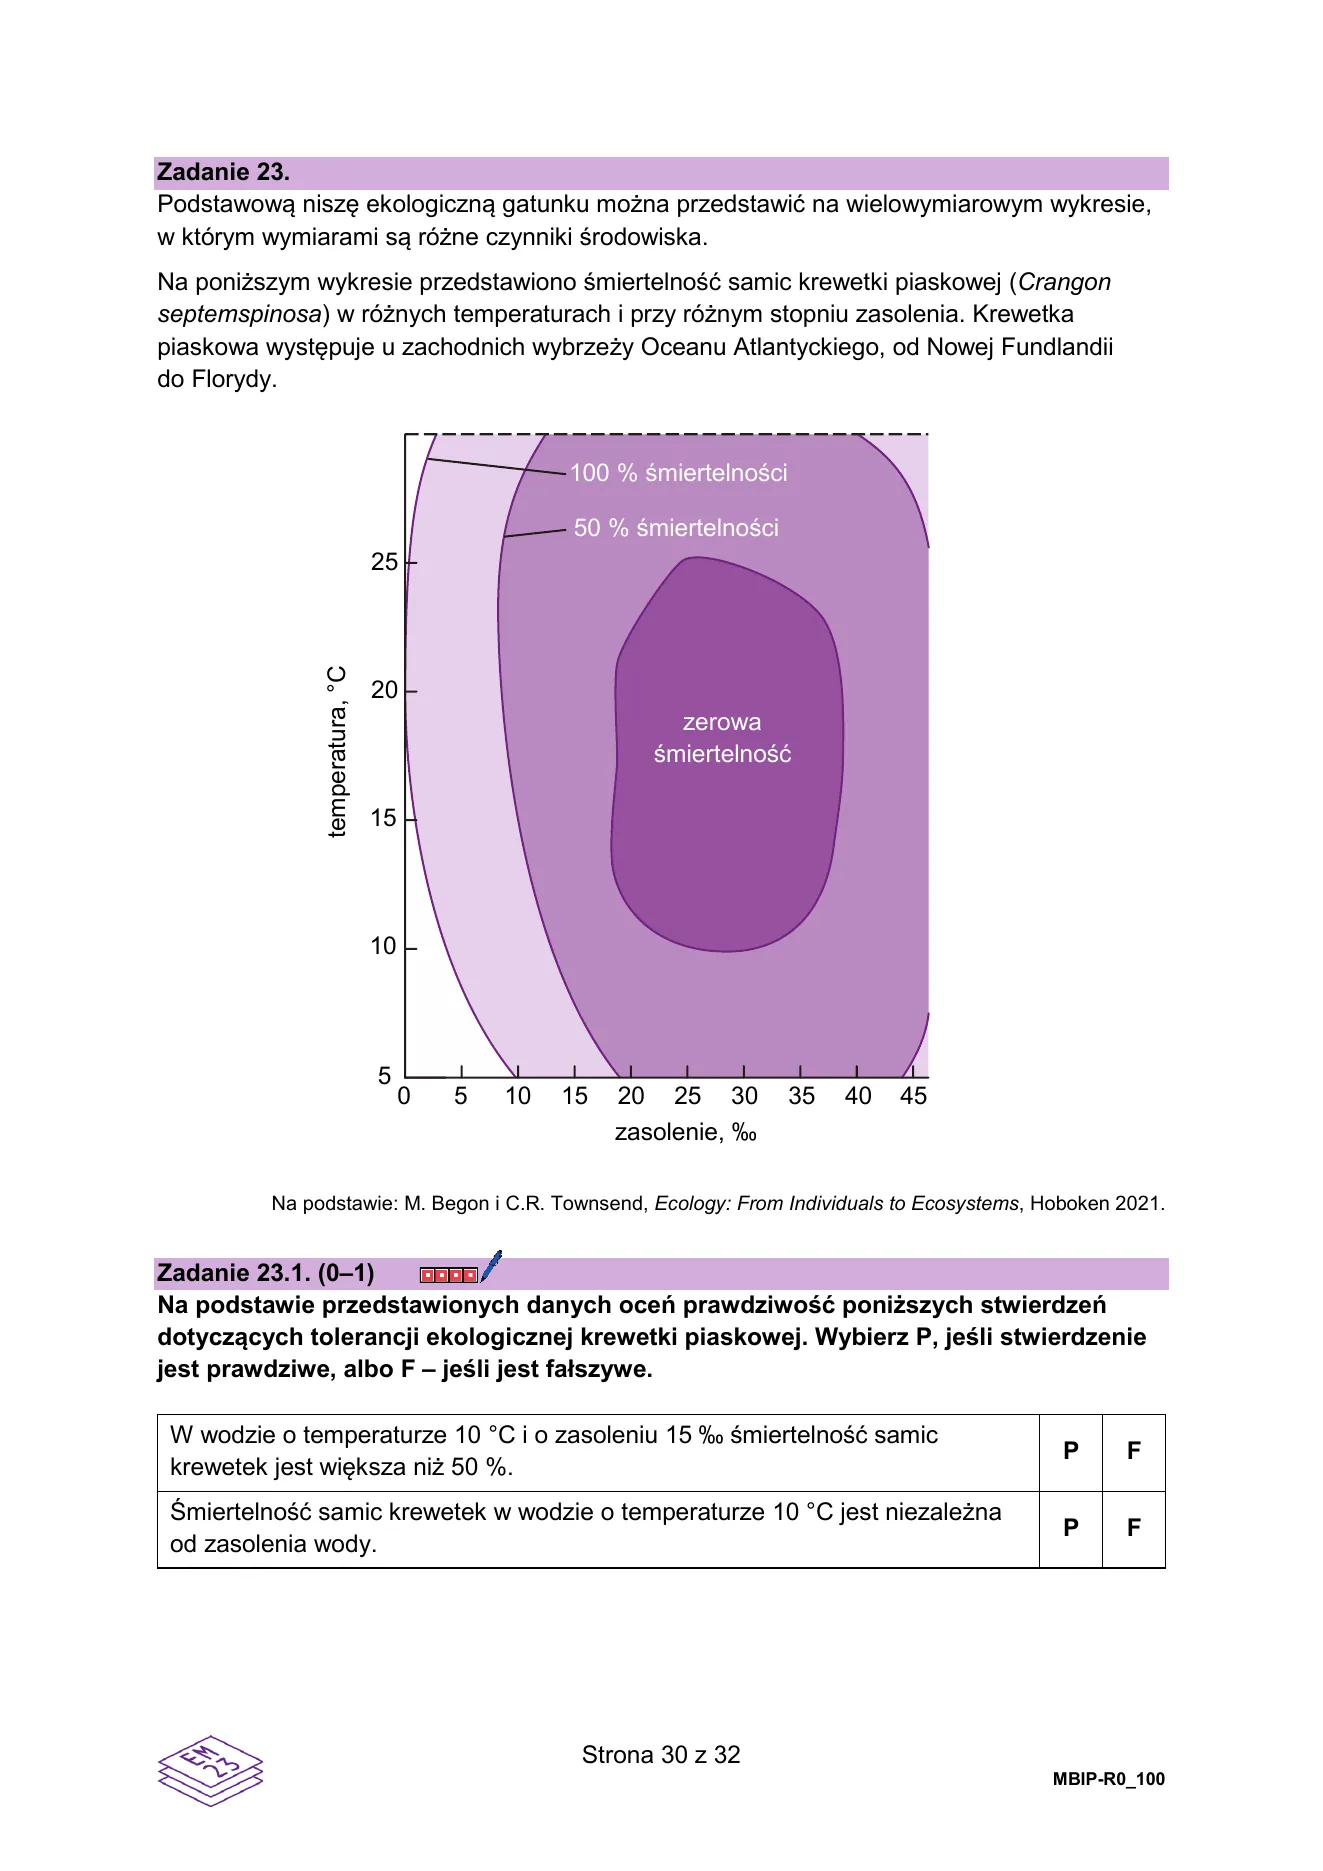 Zadanie 23.
Podstawową niszę ekologiczną gatunku można przedstawić na wielowymiarowym wykresie,
w którym wymiarami są różne czynniki środowiska.
Na poniższym wykresie przedstawiono śmiertelność samic krewetki piaskowej (Crangon
septemspinosa) w różnych temperaturach i przy różnym stopniu zasolenia. Krewetka
piaskowa występuje u zachodnich wybrzeży Oceanu Atlantyckiego, od Nowej Fundlandii
do Florydy.
100 % śmiertelności
50 % śmiertelności
25
20
15
10
5
temperatura, °C
zerowa
śmiertelność
0 5 10 15 20 25 30 35 40 45
zasolenie, ‰
Na podstawie: M. Begon i C.R. Townsend, Ecology: From Individuals to Ecosystems, Hoboken 2021.
Zadanie 23.1. (0–1)
Na podstawie przedstawionych danych oceń prawdziwość poniższych stwierdzeń
dotyczących tolerancji ekologicznej krewetki piaskowej. Wybierz P, jeśli stwierdzenie
jest prawdziwe, albo F – jeśli jest fałszywe.
W wodzie o temperaturze 10 °C i o zasoleniu 15 ‰ śmiertelność samic
krewetek jest większa niż 50 %.
P F
Śmiertelność samic krewetek w wodzie o temperaturze 10 °C jest niezależna
od zasolenia wody.
P F
EM
23
Strona 30 z 32
MBIP-R0_100